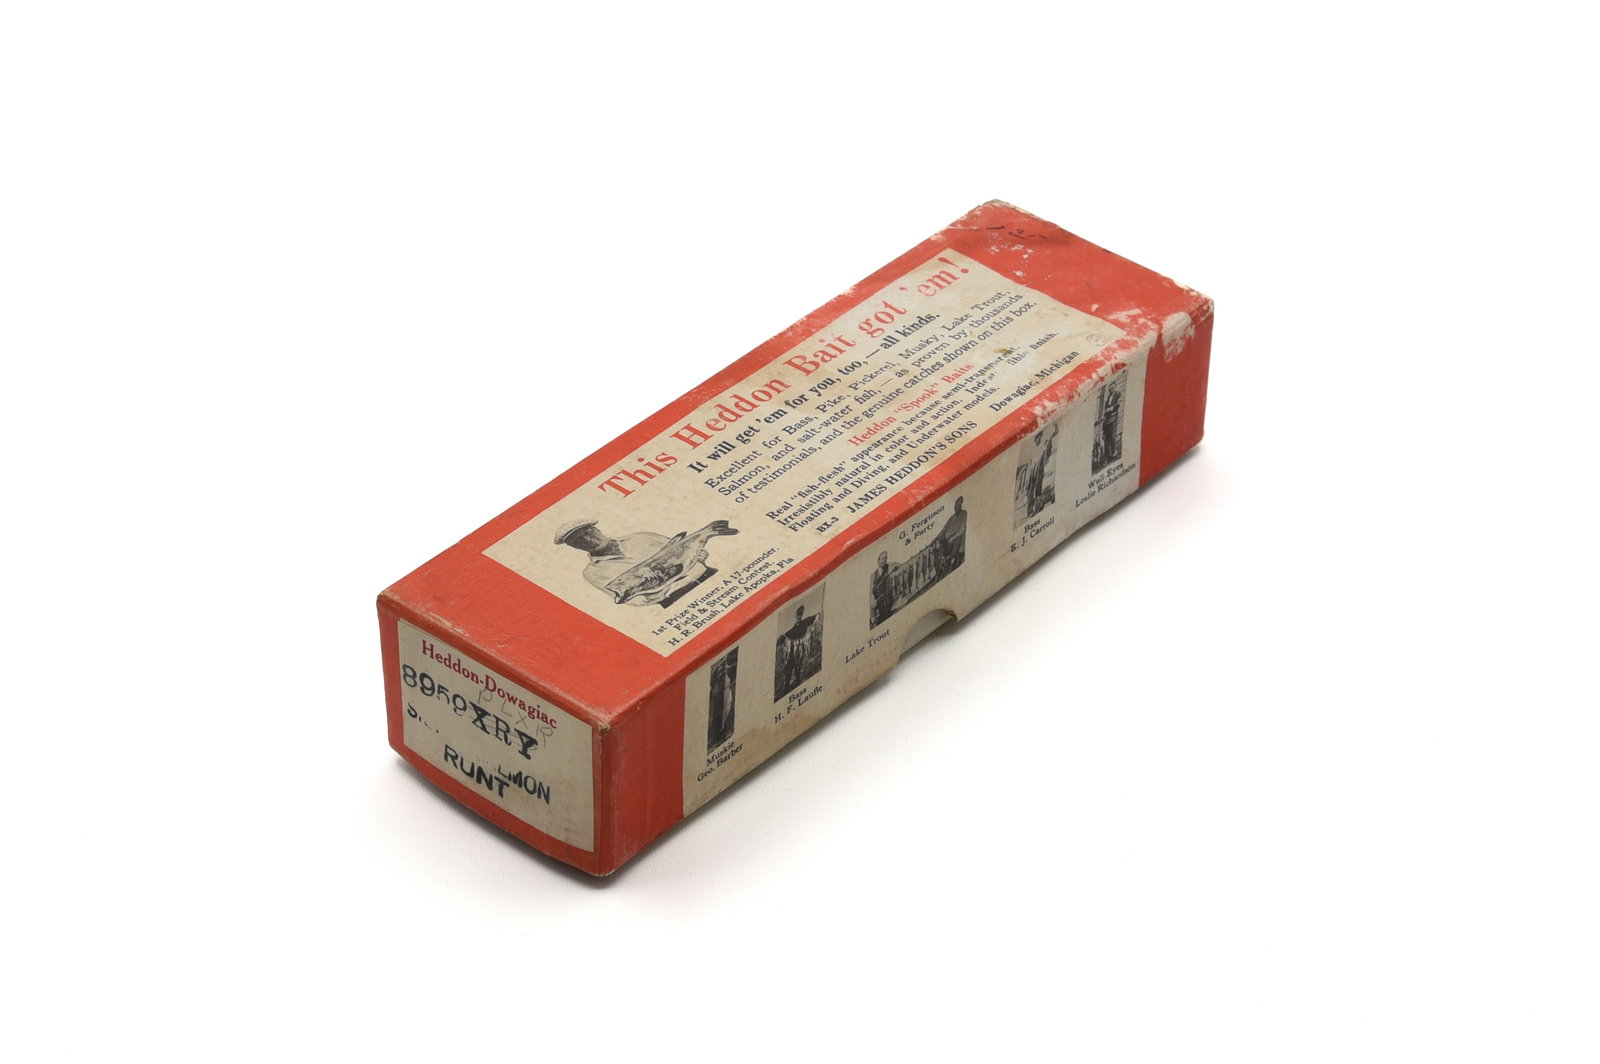 This Heddon Bait got 'em!
It will get 'em for you, too, — all kinds.
Excellent for Bass, Pike, Pickerel, Musky, Lake Trout,
Salmon, and salt-water fish, — as proven by thousands
of testimonials, and the genuine catches shown on this box.
Heddon "Spook" Baits
Real "fish-flesh" appearance because semi-transparent.
Irresistibly natural in color and action. finish.
Floating and Diving, and Underwater models.
BX-3 JAMES HEDDON'S SONS Dowagiac, Michigan
1st Prize Winner, A 17-pounder.
Field & Stream Contest.
H. R. Brush, Lake Apopka, Fla
Heddon-Dowagiac
8959XRY
RUNT
Muskie
Geo. Barber
Bass
H. F. Laufle
Lake Trout
G. Ferguson
& Party
Bass
E. J. Carroll
Wall-Eyes
Leslie Richardson